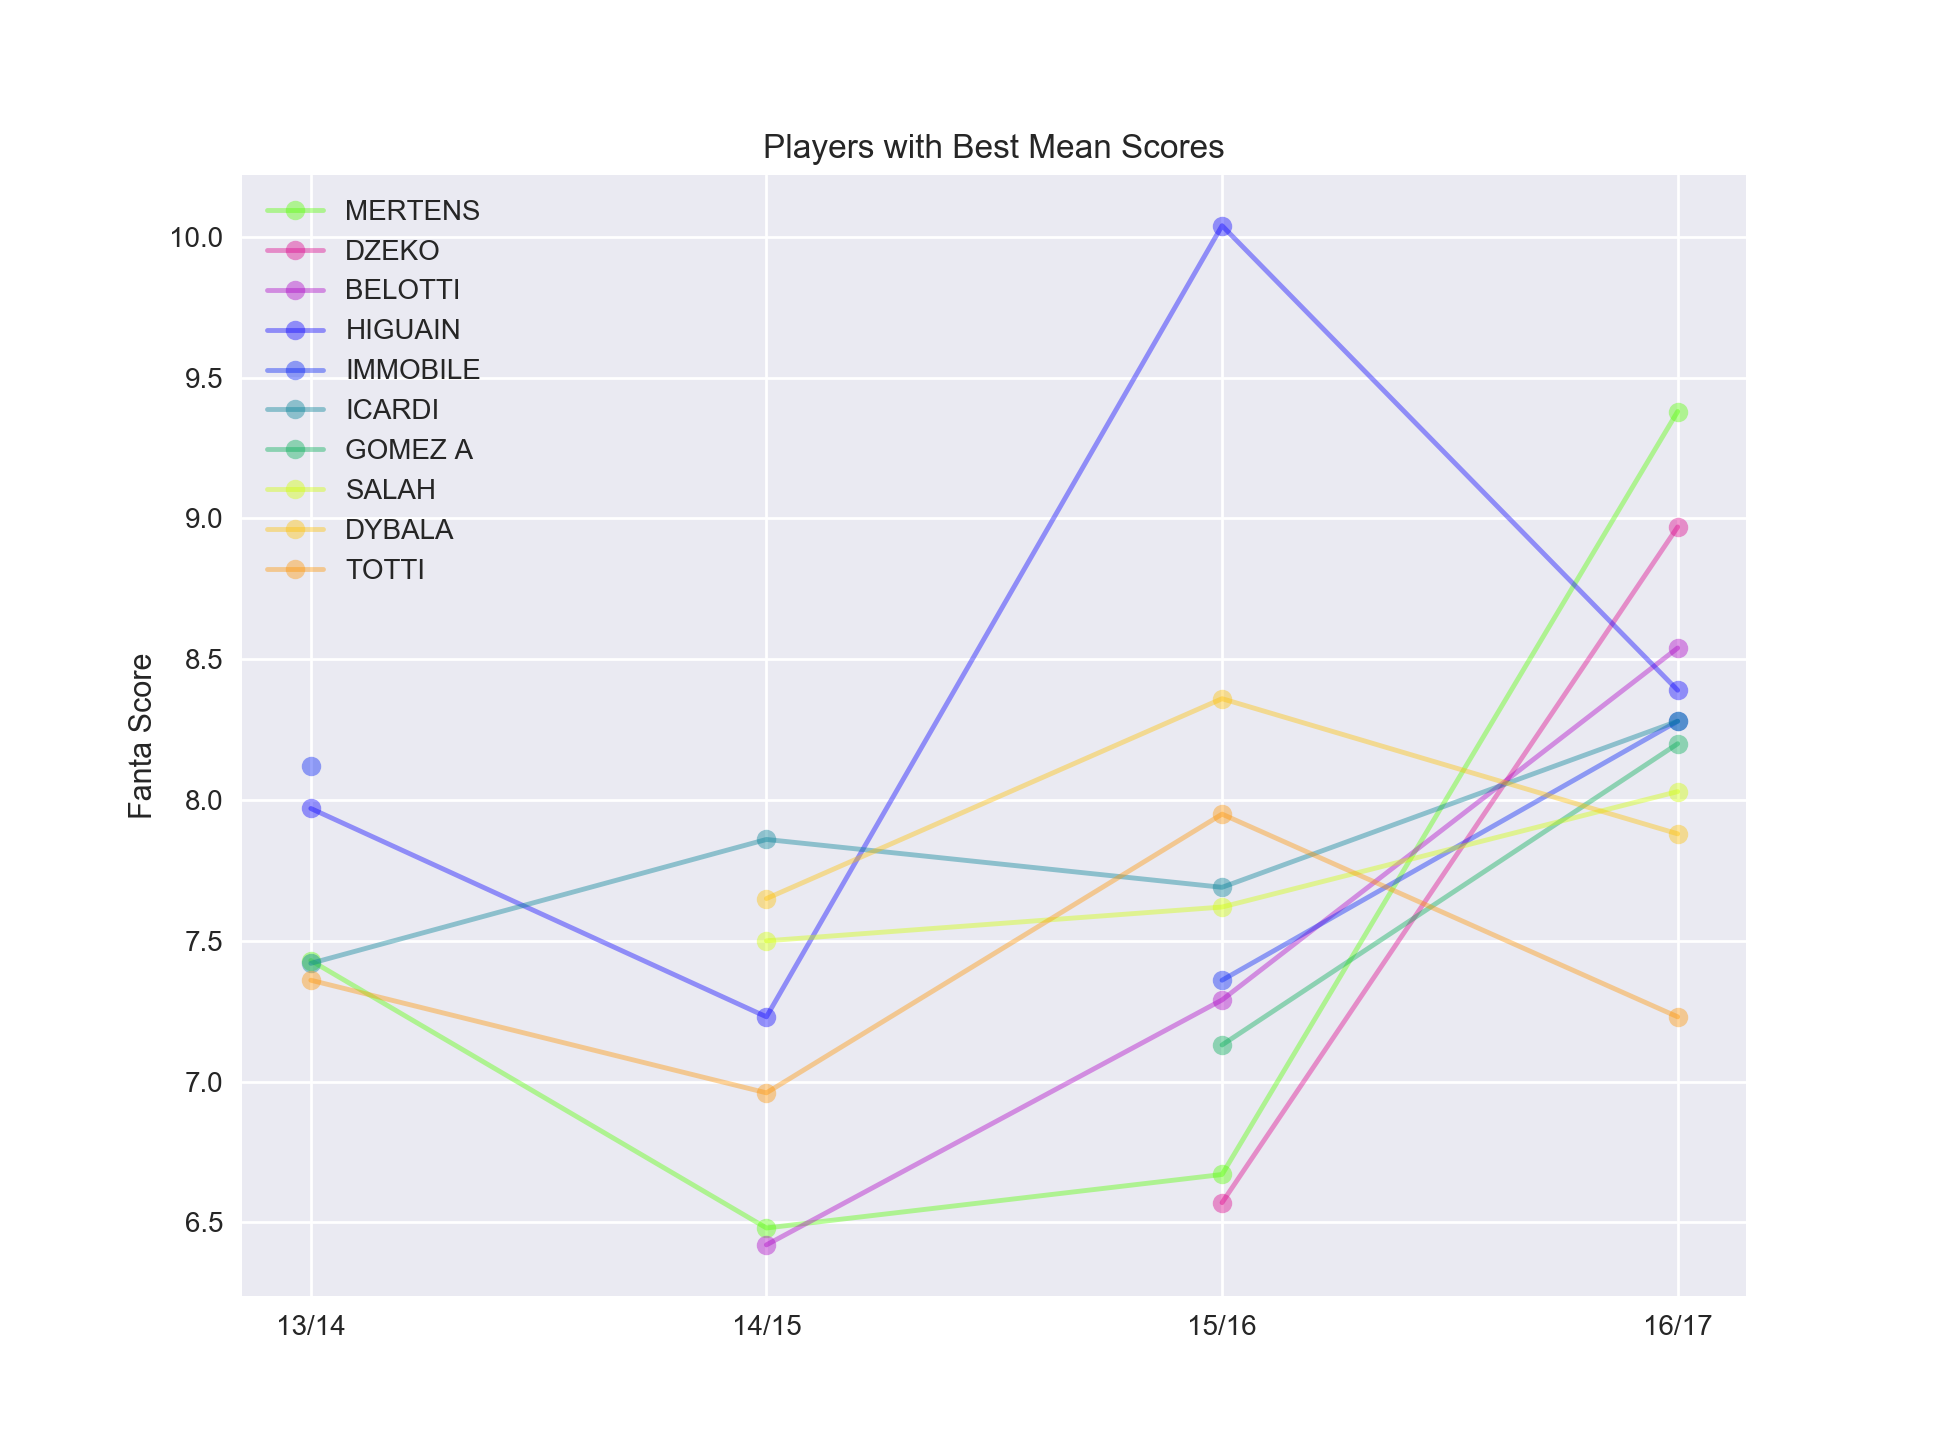 Players with Best Mean Scores
MERTENS
DZEKO
BELOTTI
HIGUAIN
IMMOBILE
ICARDI
GOMEZ A
SALAH
DYBALA
TOTTI
Fanta Score
10.0
9.5
9.0
8.5
8.0
7.5
7.0
6.5
13/14 14/15 15/16 16/17